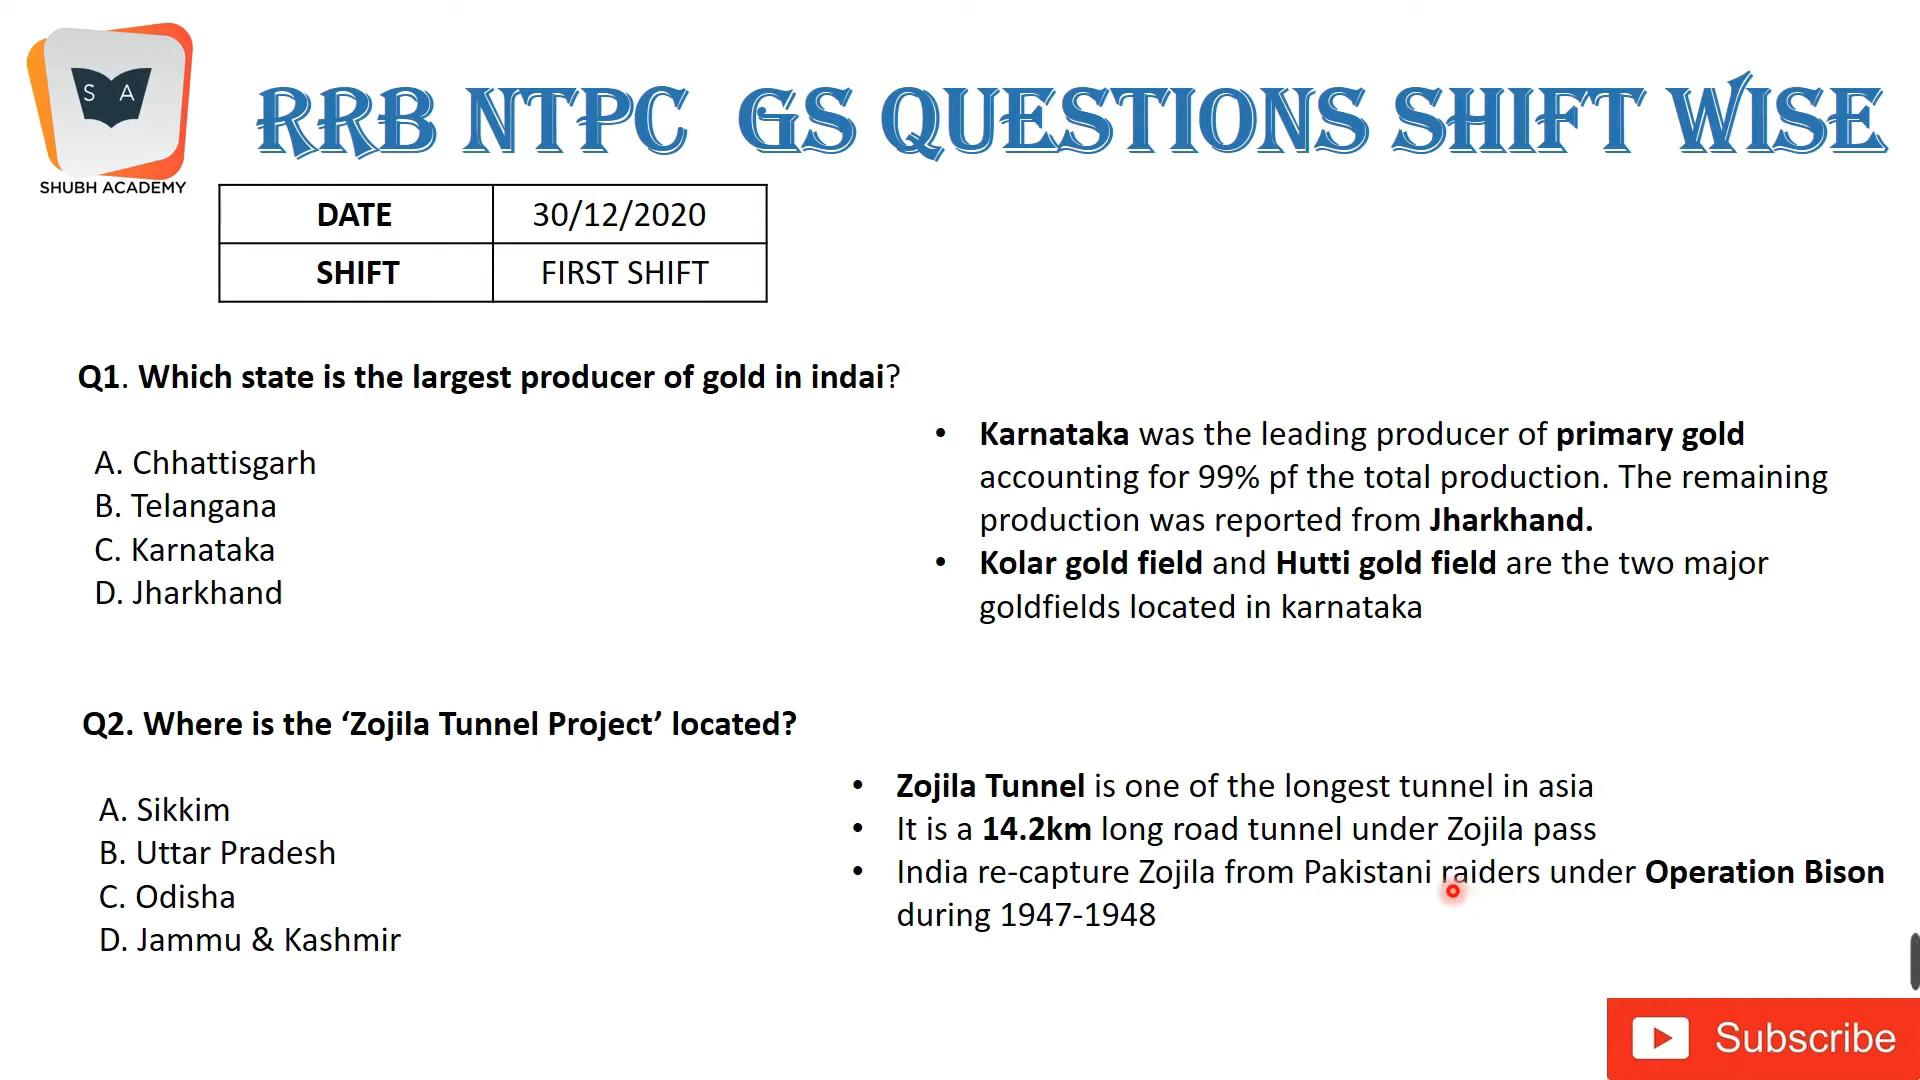 S A
SHUBH ACADEMY
RRB NTPC GS QUESTIONS SHIFT WISE
DATE 30/12/2020
SHIFT FIRST SHIFT
Q1. Which state is the largest producer of gold in indai?
A. Chhattisgarh
B. Telangana
C. Karnataka
D. Jharkhand
• Karnataka was the leading producer of primary gold
accounting for 99% pf the total production. The remaining
production was reported from Jharkhand.
• Kolar gold field and Hutti gold field are the two major
goldfields located in karnataka
Q2. Where is the ‘Zojila Tunnel Project’ located?
A. Sikkim
B. Uttar Pradesh
C. Odisha
D. Jammu & Kashmir
• Zojila Tunnel is one of the longest tunnel in asia
• It is a 14.2km long road tunnel under Zojila pass
• India re-capture Zojila from Pakistani raiders under Operation Bison
during 1947-1948
Subscribe